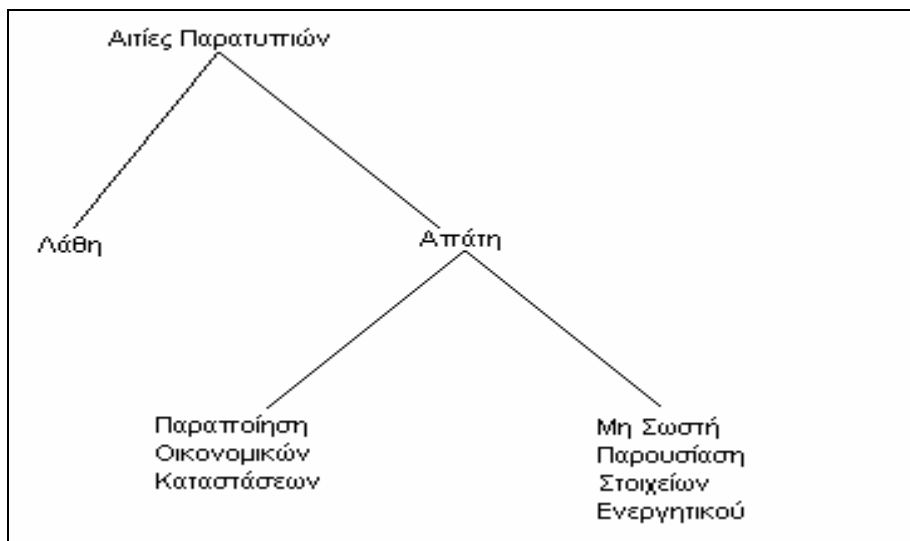 Αιτίες Παρατυπιών
Λάθη
Απάτη
Παραποίηση
Οικονομικών
Καταστάσεων
Μη Σωστή
Παρουσίαση
Στοιχείων
Ενεργητικού